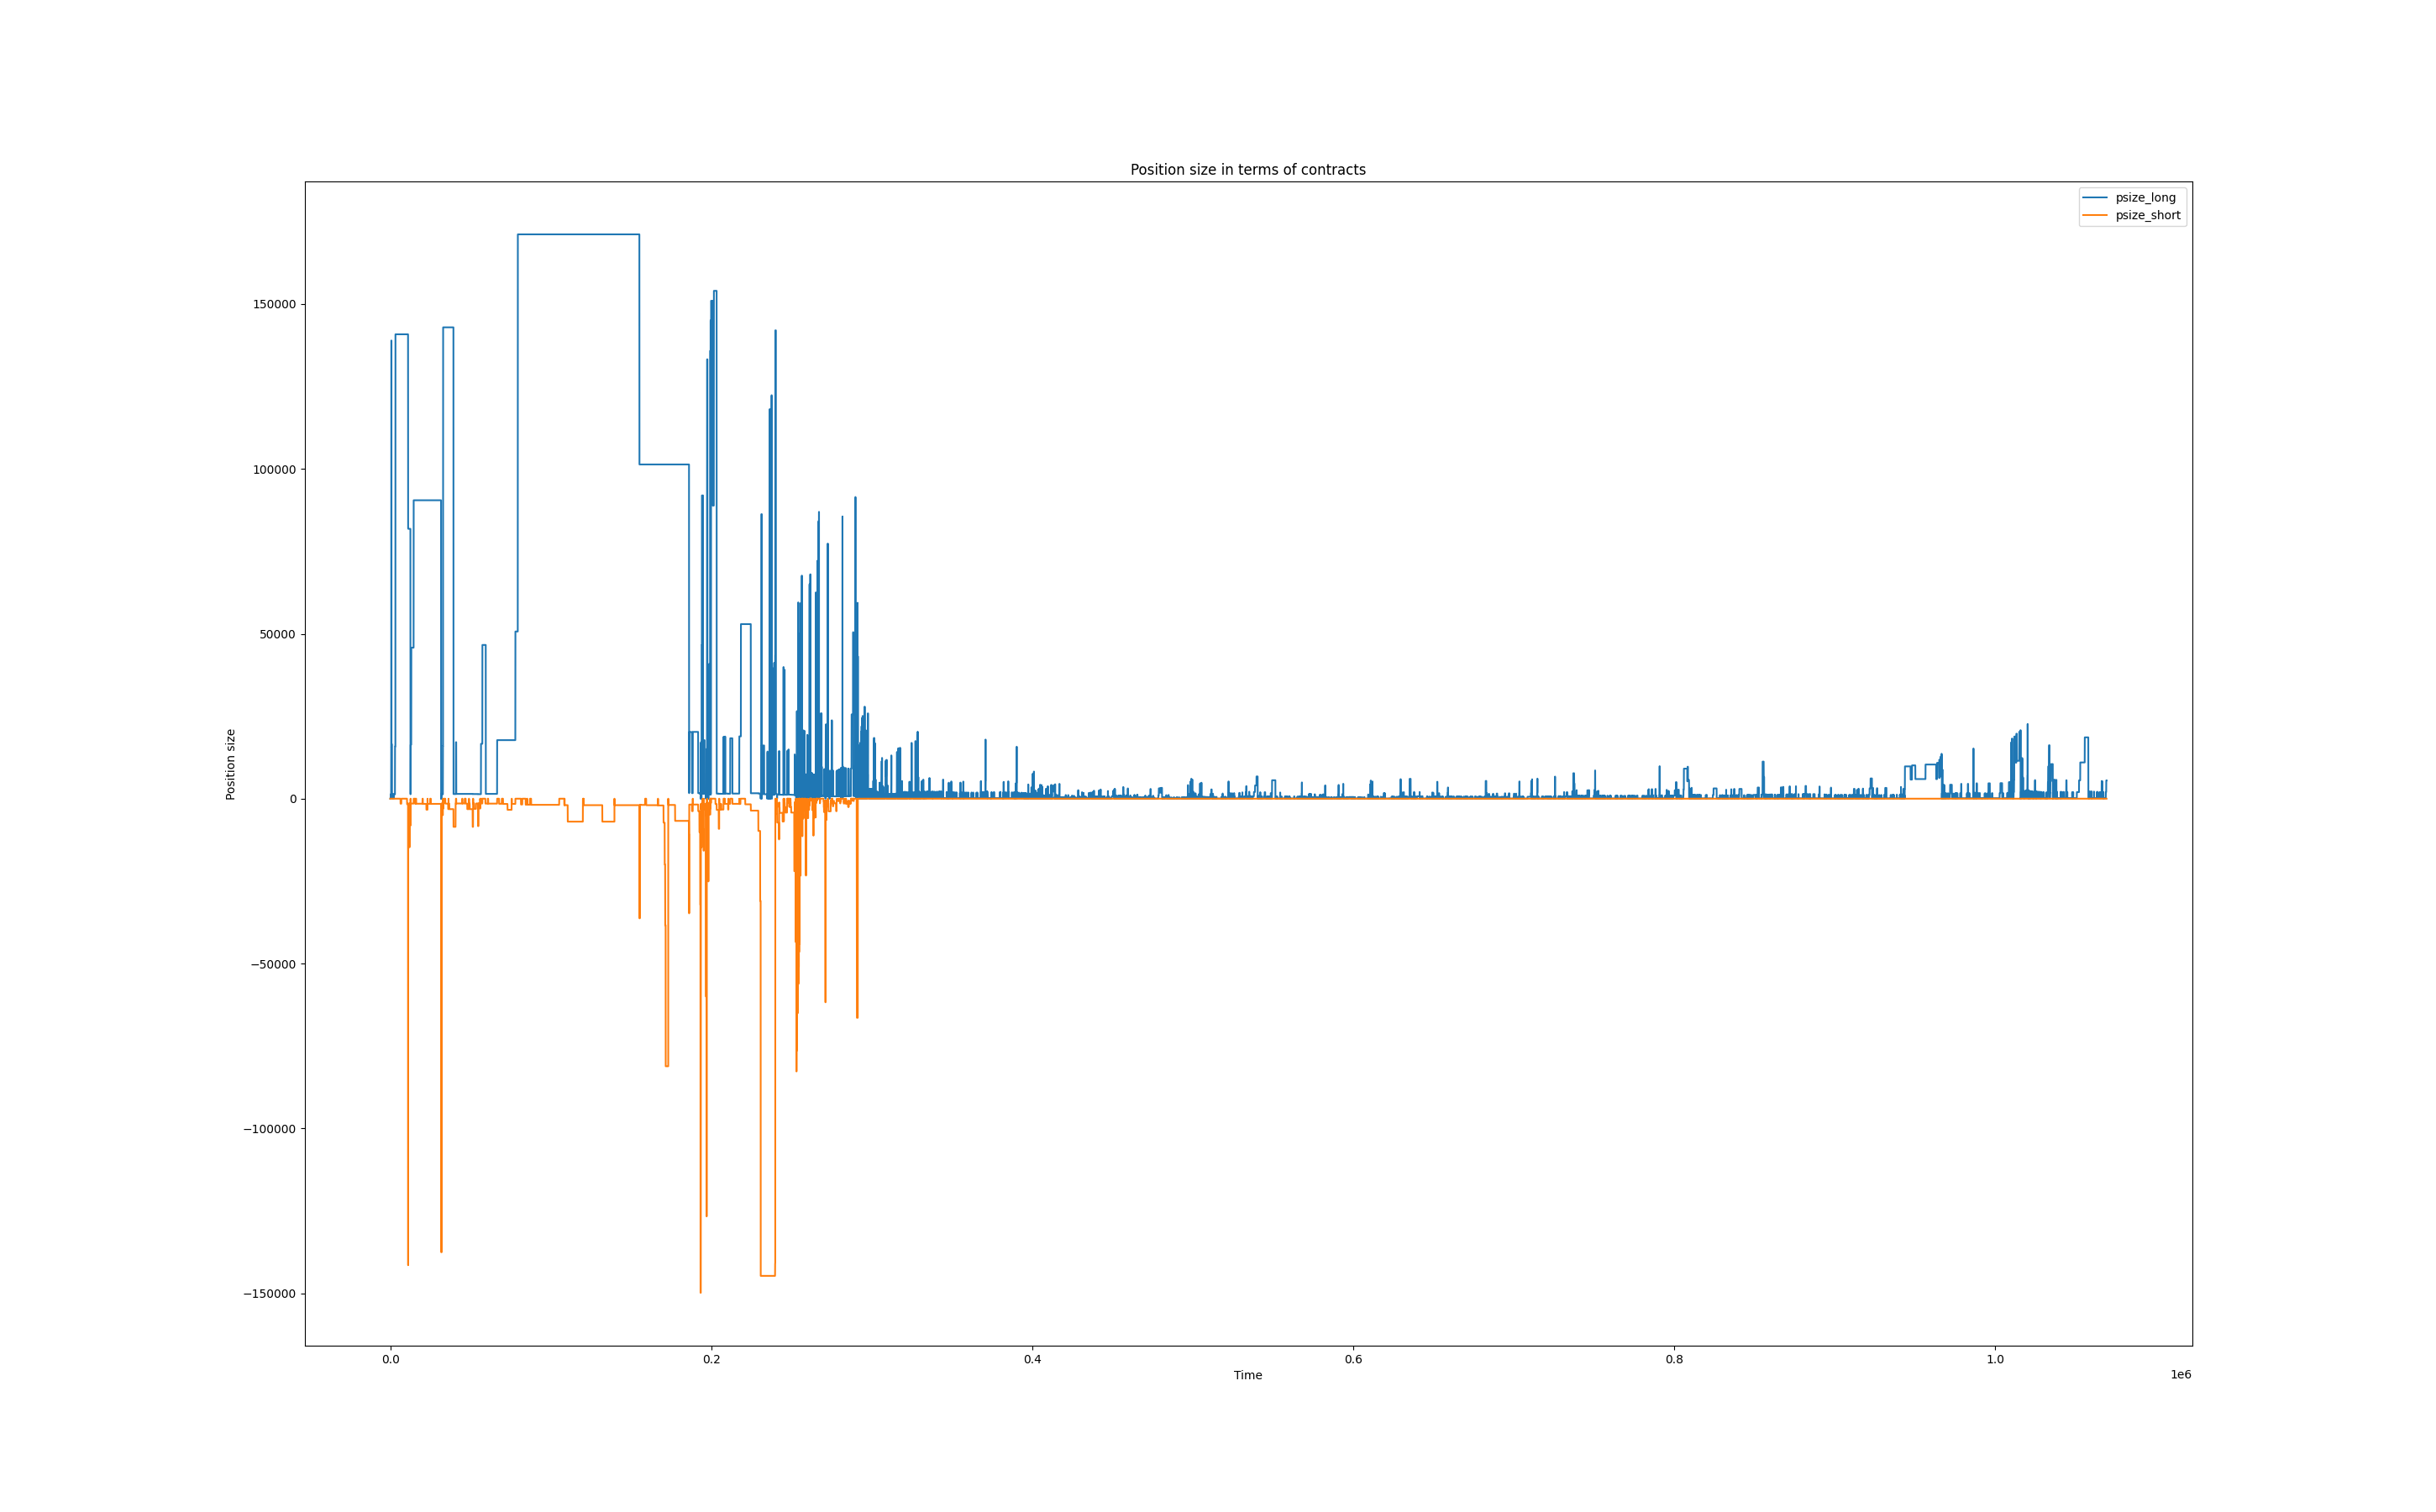 Position size in terms of contracts
psize_long
psize_short
Position size
150000
100000
50000
0
−50000
−100000
−150000
0.0
0.2
0.4
0.6
0.8
1.0
1e6
Time